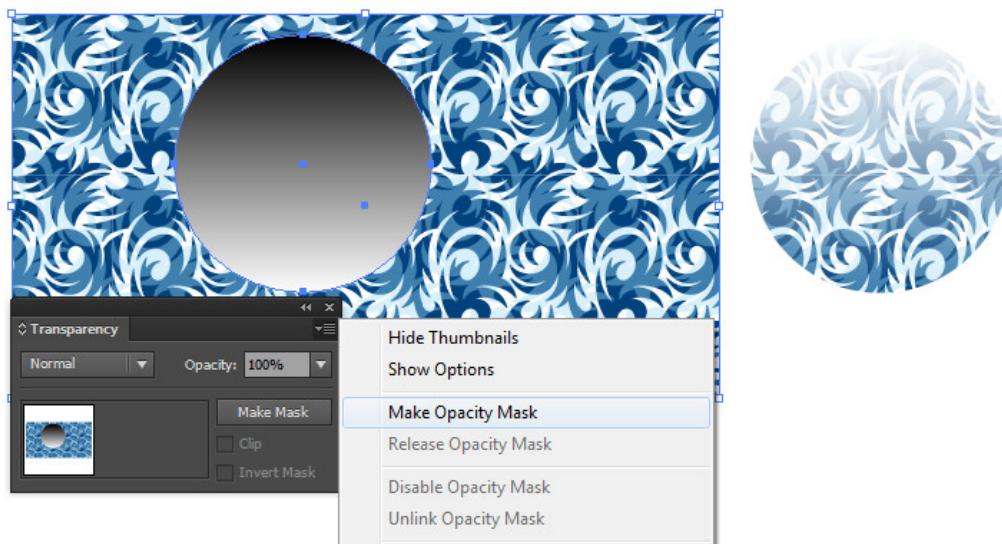 Transparency
Normal
Opacity: 100%
Make Mask
Clip
Invert Mask
Hide Thumbnails
Show Options
Make Opacity Mask
Release Opacity Mask
Disable Opacity Mask
Unlink Opacity Mask